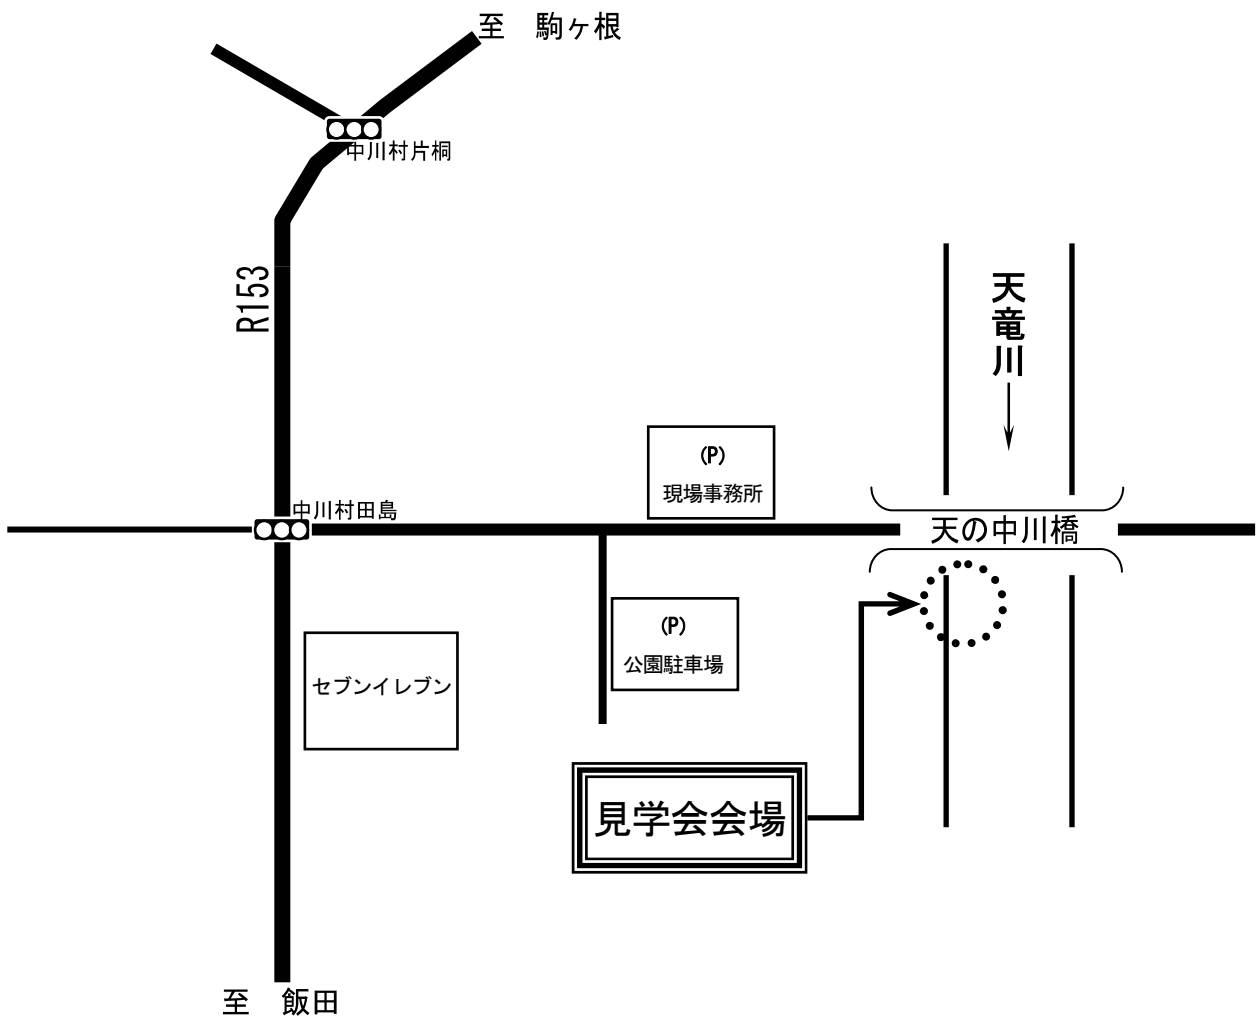 至　駒ヶ根
中川村片桐
R153
天竜川
(P)
現場事務所
中川村田島
天の中川橋
(P)
公園駐車場
セブンイレブン
見学会会場
至　飯田